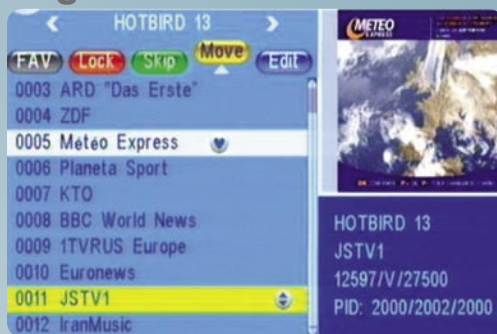 HOTBIRD 13
FAV Lock Skip Move Edit
0003 ARD "Das Erste"
0004 ZDF
0005 Météo Express
0006 Planeta Sport
0007 KTO
0008 BBC World News
0009 1TVRUS Europe
0010 Euronews
0011 JSTV1
0012 IranMusic
METEO
EXPRESS
HOTBIRD 13
JSTV1
12597/V/27500
PID: 2000/2002/2000